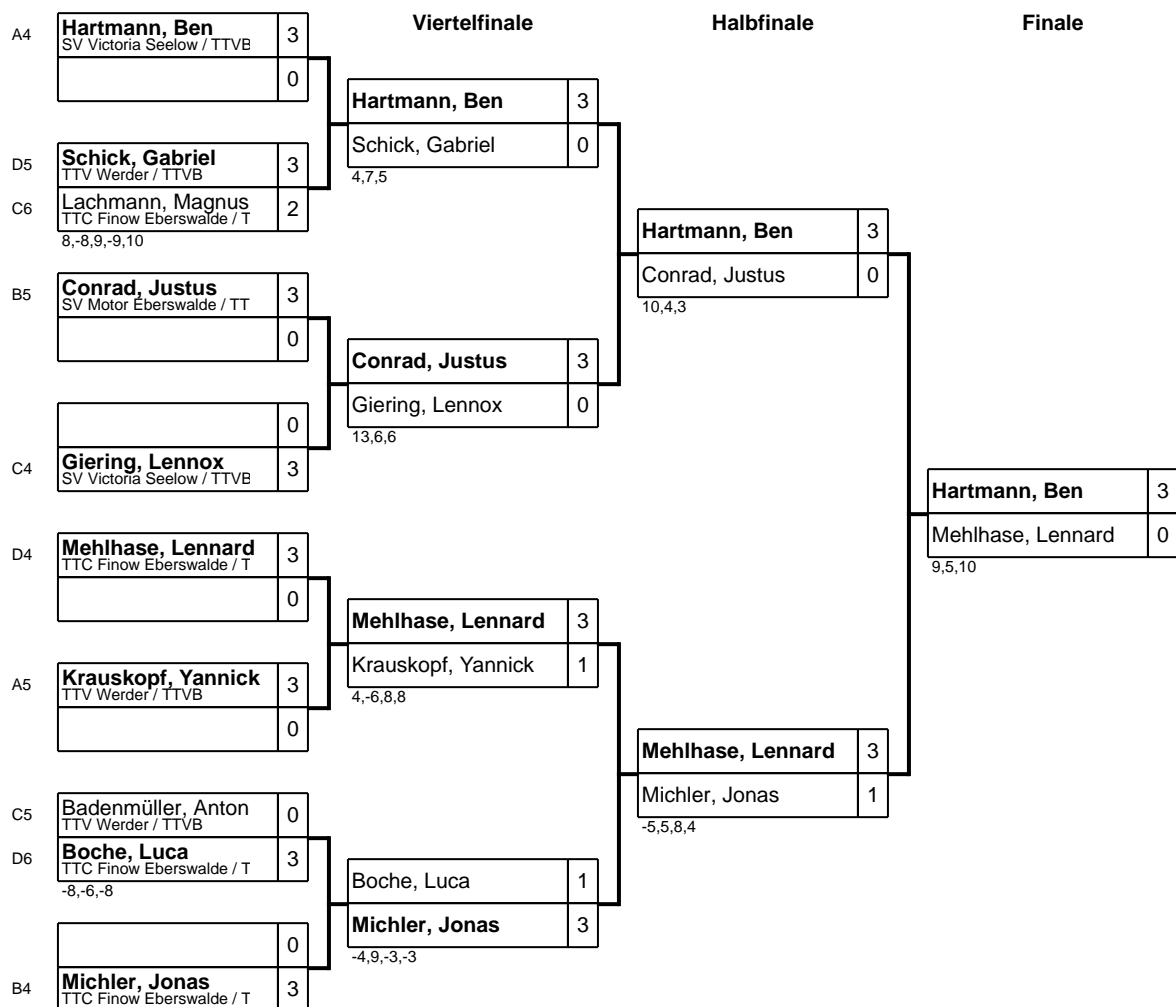 Viertelfinale
Halbfinale
Finale
A4
Hartmann, Ben 3
SV Victoria Seelow / TTVB
0
D5
Schick, Gabriel 3
TTV Werder / TTVB
C6
Lachmann, Magnus 2
TTC Finow Eberswalde / T
8,-8,9,-9,10
B5
Conrad, Justus 3
SV Motor Eberswalde / TT
0
0
C4
Giering, Lennox 3
SV Victoria Seelow / TTVB
D4
Mehlhase, Lennard 3
TTC Finow Eberswalde / T
0
A5
Krauskopf, Yannick 3
TTV Werder / TTVB
0
C5
Badenmüller, Anton 0
TTV Werder / TTVB
D6
Boche, Luca 3
TTC Finow Eberswalde / T
-8,-6,-8
0
B4
Michler, Jonas 3
TTC Finow Eberswalde / T
Hartmann, Ben 3
Schick, Gabriel 0
4,7,5
Conrad, Justus 3
Giering, Lennox 0
13,6,6
Mehlhase, Lennard 3
Krauskopf, Yannick 1
4,-6,8,8
Boche, Luca 1
Michler, Jonas 3
-4,9,-3,-3
Hartmann, Ben 3
Conrad, Justus 0
10,4,3
Mehlhase, Lennard 3
Michler, Jonas 1
-5,5,8,4
Hartmann, Ben 3
Mehlhase, Lennard 0
9,5,10